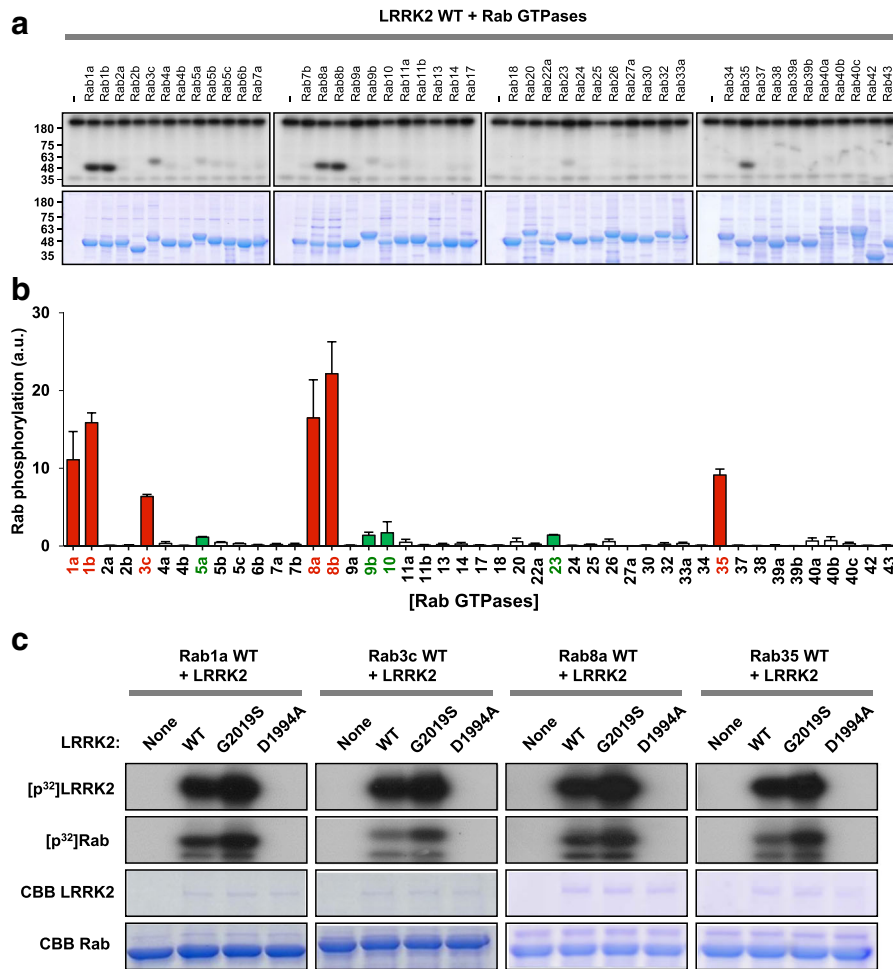 a
LRRK2 WT + Rab GTPases
- Rab1a Rab1b Rab2a Rab2b Rab3c Rab4a Rab4b Rab5a Rab5b Rab5c Rab6b Rab7a
- Rab7b Rab8a Rab8b Rab9a Rab9b Rab10 Rab11a Rab11b Rab13 Rab14 Rab17
- Rab18 Rab20 Rab22a Rab23 Rab24 Rab25 Rab26 Rab27a Rab30 Rab32 Rab33a
- Rab34 Rab35 Rab37 Rab38 Rab39a Rab39b Rab40a Rab40b Rab40c Rab42 Rab43
180
75
63
48
35
180
75
63
48
35
b
Rab phosphorylation (a.u.)
30
20
10
0
1a 1b 2a 2b 3c 4a 4b 5a 5b 5c 6b 7a 7b 8a 8b 9a 9b 10 11a 11b 13 14 17 18 20 22a 23 24 25 26 27a 30 32 33a 34 35 37 38 39a 39b 40a 40b 40c 42 43
[Rab GTPases]
c
Rab1a WT
+ LRRK2
Rab3c WT
+ LRRK2
Rab8a WT
+ LRRK2
Rab35 WT
+ LRRK2
LRRK2: None WT G2019S D1994A None WT G2019S D1994A None WT G2019S D1994A None WT G2019S D1994A
[p³²]LRRK2
[p³²]Rab
CBB LRRK2
CBB Rab